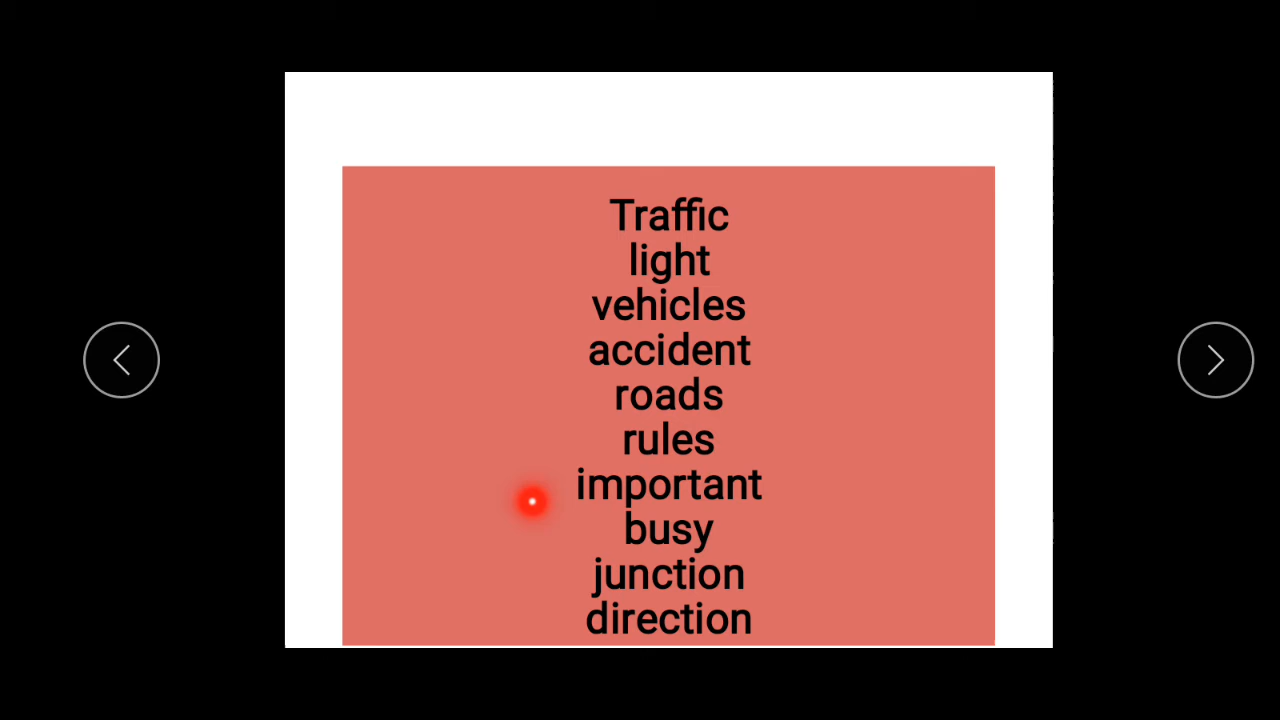 Traffic
light
vehicles
accident
roads
rules
important
busy
junction
direction